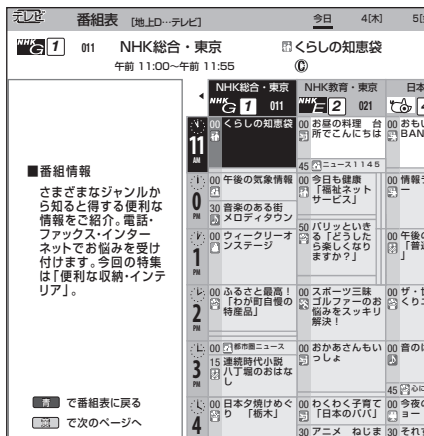 テレビ 番組表 [地上D…テレビ] 今日 4[木] 5[
NHK G 1 011 NHK総合・東京 くらしの知恵袋
午前 11:00~午前 11:55 Ⓒ
NHK総合・東京 NHK教育・東京 日本
NHK G 1 011 NHK E 2 021
■番組情報
さまざまなジャンルか
ら知ると得する便利な
情報をご紹介。電話・
ファックス・インター
ネットでお悩みを受け
付けます。今回の特集
は「便利な収納・インテ
リア」。
青 で番組表に戻る
で次のページへ
11 AM
00 くらしの知恵袋
00 お昼の料理 台
所でこんにちは
45 ニュース1145
00 おもい
BAN
0 PM
00 午後の気象情報
30 音楽のある街
メロディタウン
00 今日も健康
「福祉ネット
サービス」
00 情報ラ
ー
1 PM
00 ウィークリーオ
ンステージ
50 バリッといき
る「どうした
ら楽しくなり
ますか?」
00 午後の
「普通
」
2 PM
00 ふるさと最高!
「わが町自慢の
特産品」
00 スポーツ三昧
ゴルファーのお
悩みをスッキリ
解決!
00 ザ・せ
くりニ
3 PM
00 都市圏ニュース
15 連続時代小説
八丁堀のおはな
し
00 おかあさんもい
っしょ
00 音のは
45 心に
4
00 日本夕焼けめぐ
り 「栃木」
00 わくわく子育て
「日本のパパ」
30 アニメ ねじま
00 今夜の
ョー
30 それす